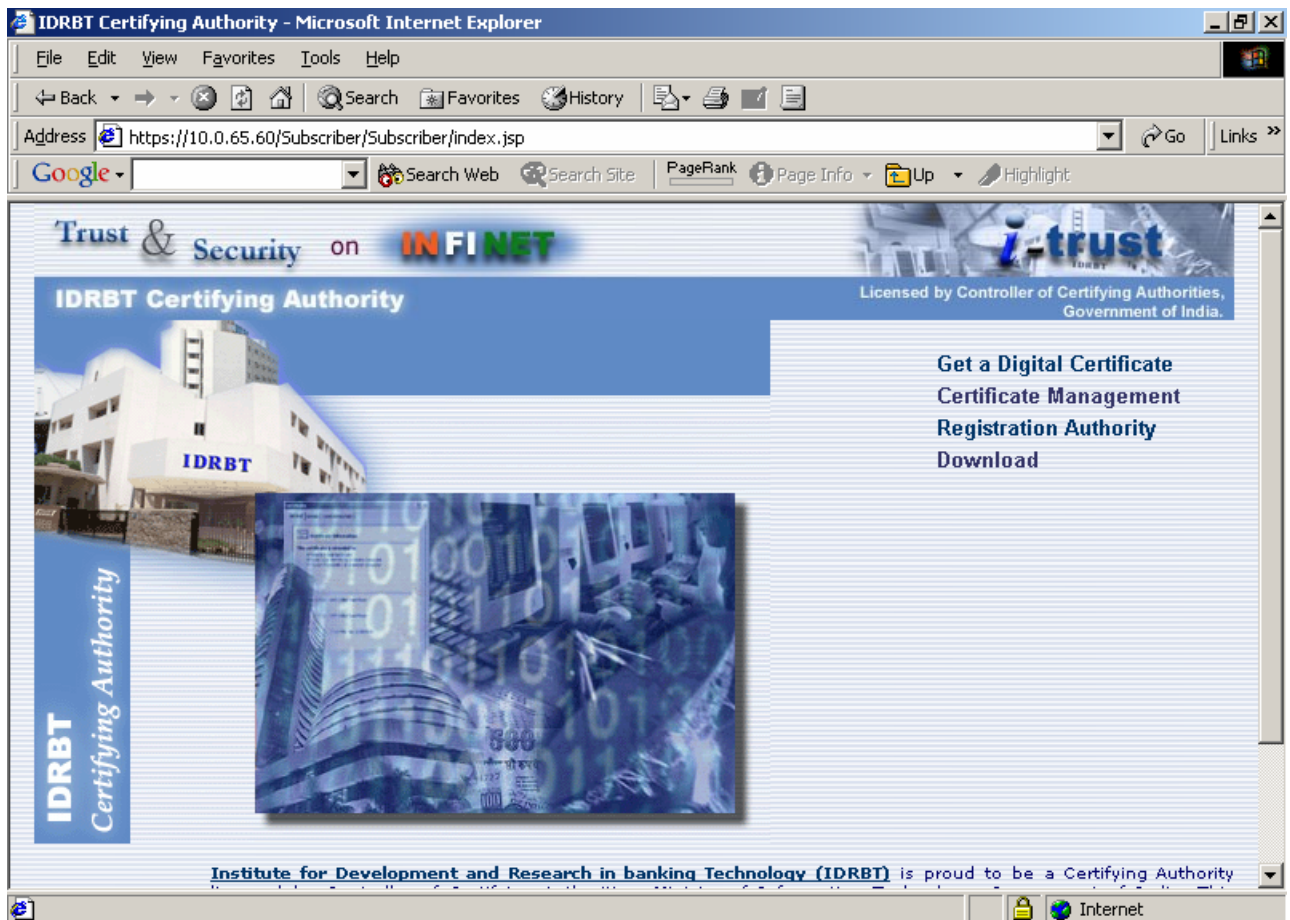 IDRBT Certifying Authority - Microsoft Internet Explorer
File Edit View Favorites Tools Help
Back Search Favorites History
Address https://10.0.65.60/Subscriber/Subscriber/index.jsp Go Links »
Google Search Web Search Site PageRank Page Info Up Highlight
Trust & Security on INFINET
i-trust
IDRBT
IDRBT Certifying Authority
Licensed by Controller of Certifying Authorities,
Government of India.
Get a Digital Certificate
Certificate Management
Registration Authority
Download
IDRBT
IDRBT
Certifying Authority
Institute for Development and Research in banking Technology (IDRBT) is proud to be a Certifying Authority
Internet